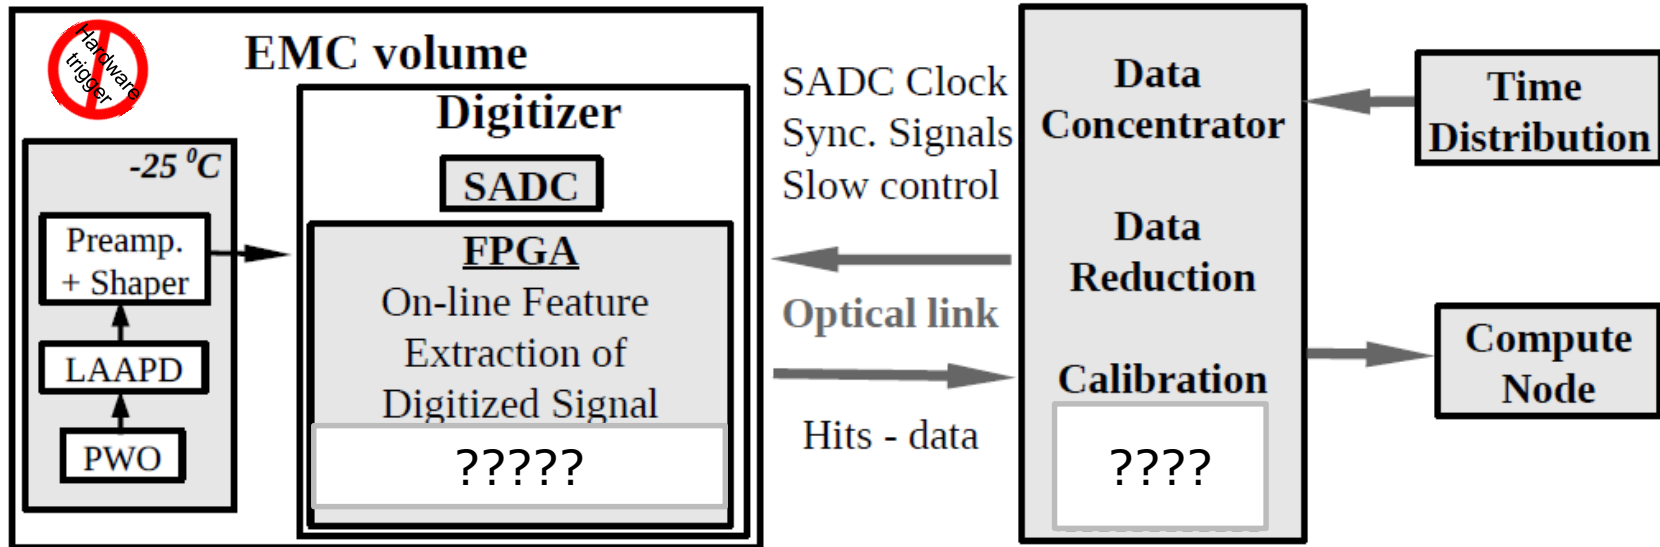 Hardware
trigger
EMC volume
-25 ⁰C
Preamp.
+ Shaper
LAAPD
PWO
Digitizer
SADC
FPGA
On-line Feature
Extraction of
Digitized Signal
?????
SADC Clock
Sync. Signals
Slow control
Optical link
Hits - data
Data
Concentrator
Data
Reduction
Calibration
????
Time
Distribution
Compute
Node